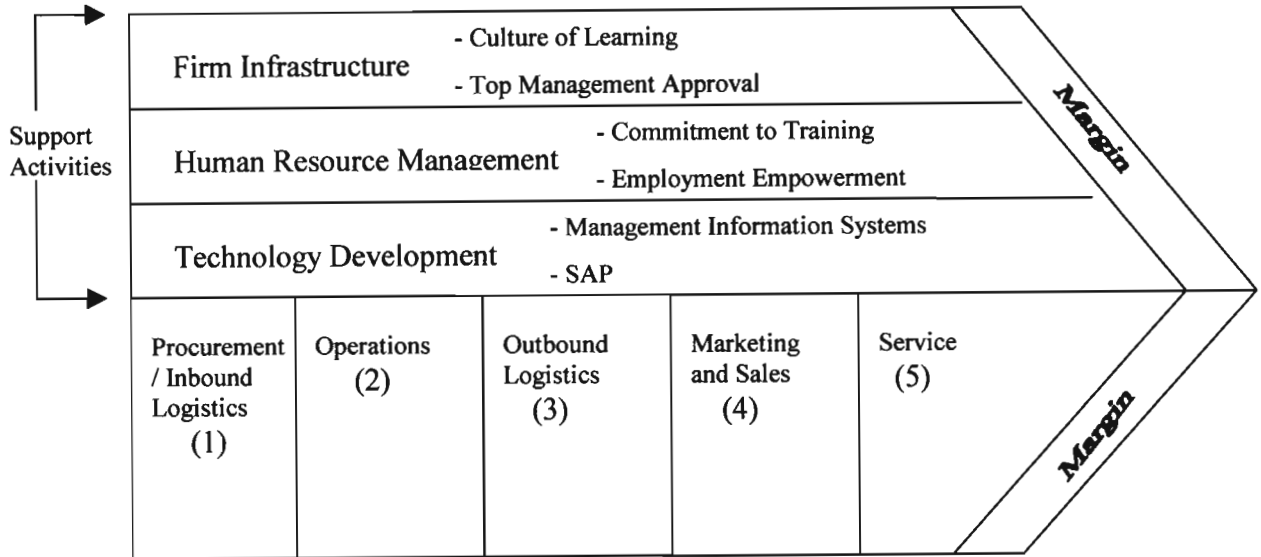 Support
Activities
Firm Infrastructure
- Culture of Learning
- Top Management Approval
Human Resource Management
- Commitment to Training
- Employment Empowerment
Technology Development
- Management Information Systems
- SAP
Margin
Procurement
/ Inbound
Logistics
(1)
Operations
(2)
Outbound
Logistics
(3)
Marketing
and Sales
(4)
Service
(5)
Margin